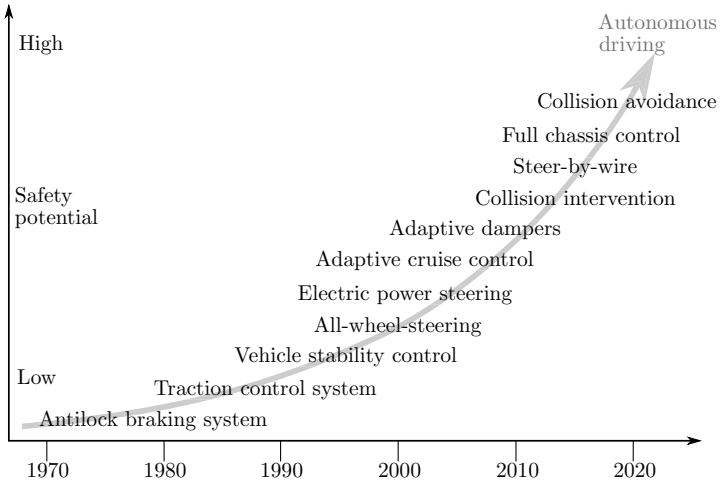 Autonomous
driving
High
Collision avoidance
Full chassis control
Steer-by-wire
Safety
potential
Collision intervention
Adaptive dampers
Adaptive cruise control
Electric power steering
All-wheel-steering
Vehicle stability control
Low
Traction control system
Antilock braking system
1970 1980 1990 2000 2010 2020